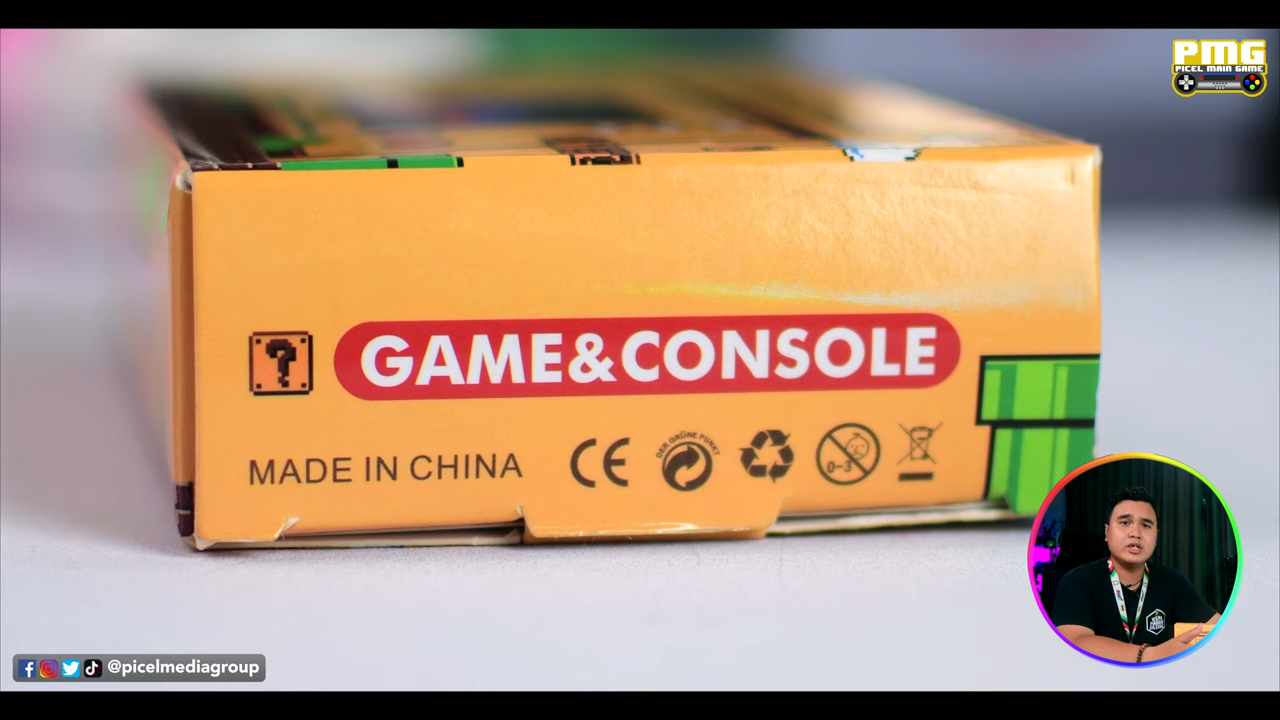 PMG
PICEL MAIN GAME
?
GAME&CONSOLE
MADE IN CHINA
CE
DER GRÜNE PUNKT
0-3
@picelmediagroup